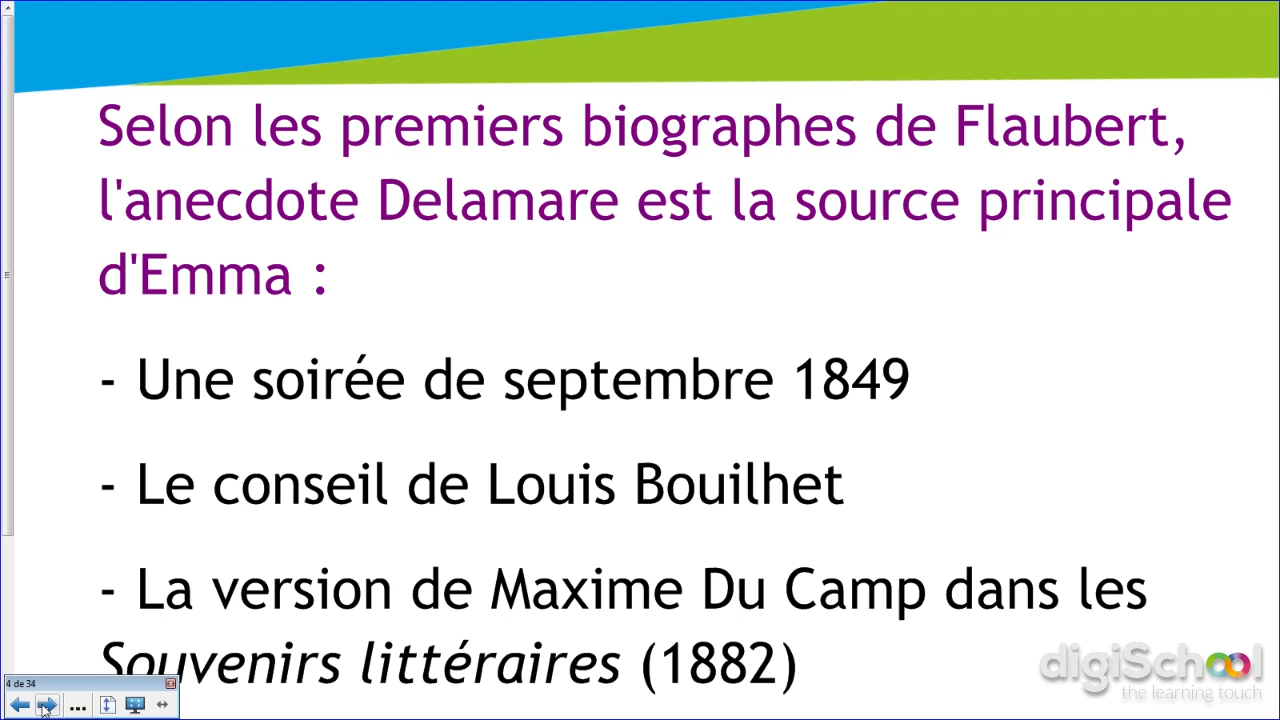 Selon les premiers biographes de Flaubert,
l'anecdote Delamare est la source principale
d'Emma :
- Une soirée de septembre 1849
- Le conseil de Louis Bouilhet
- La version de Maxime Du Camp dans les
Souvenirs littéraires (1882)
digiSchool
the learning touch
4 de 34